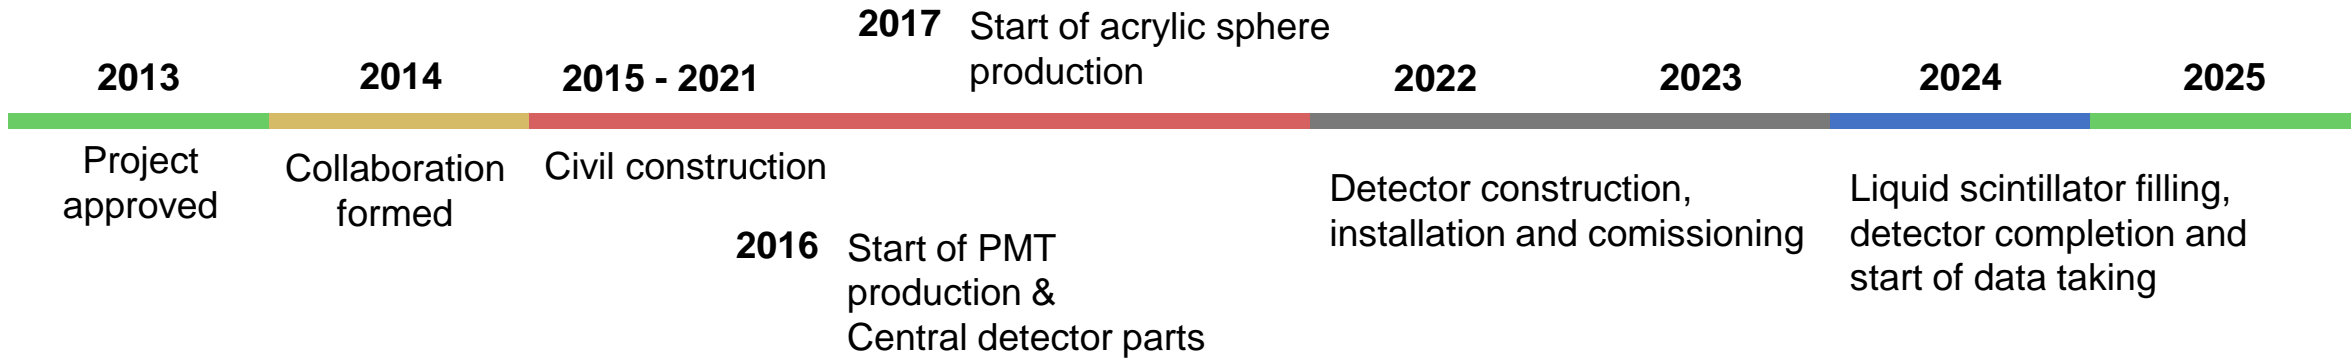 2013
Project
approved
2014
Collaboration
formed
2015 - 2021
Civil construction
2016
Start of PMT
production &
Central detector parts
2017
Start of acrylic sphere
production
2022
2023
Detector construction,
installation and comissioning
2024
2025
Liquid scintillator filling,
detector completion and
start of data taking